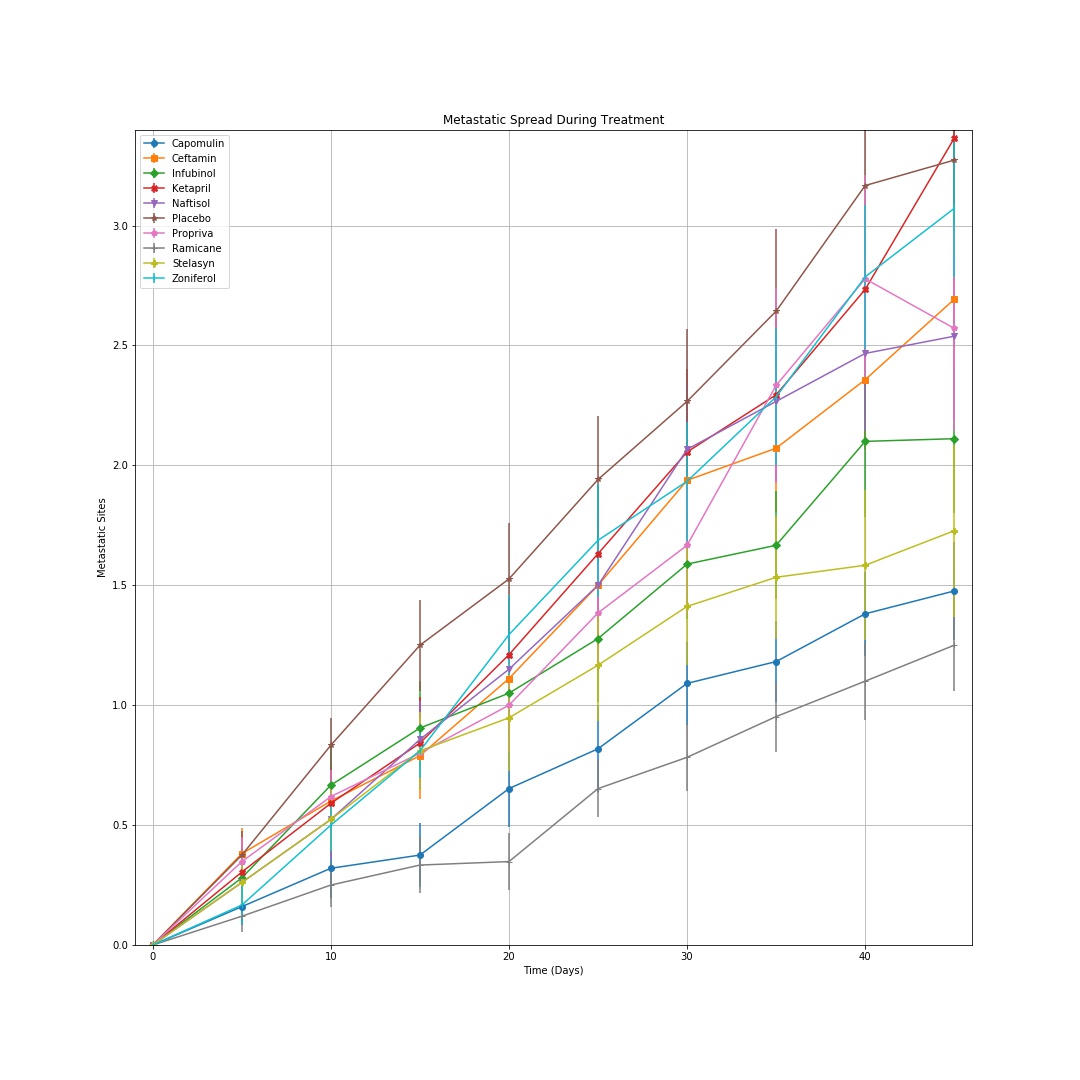 Metastatic Spread During Treatment
Capomulin
Ceftamin
Infubinol
Ketapril
Naftisol
Placebo
Propriva
Ramicane
Stelasyn
Zoniferol
Metastatic Sites
3.0
2.5
2.0
1.5
1.0
0.5
0.0
0 10 20 30 40
Time (Days)